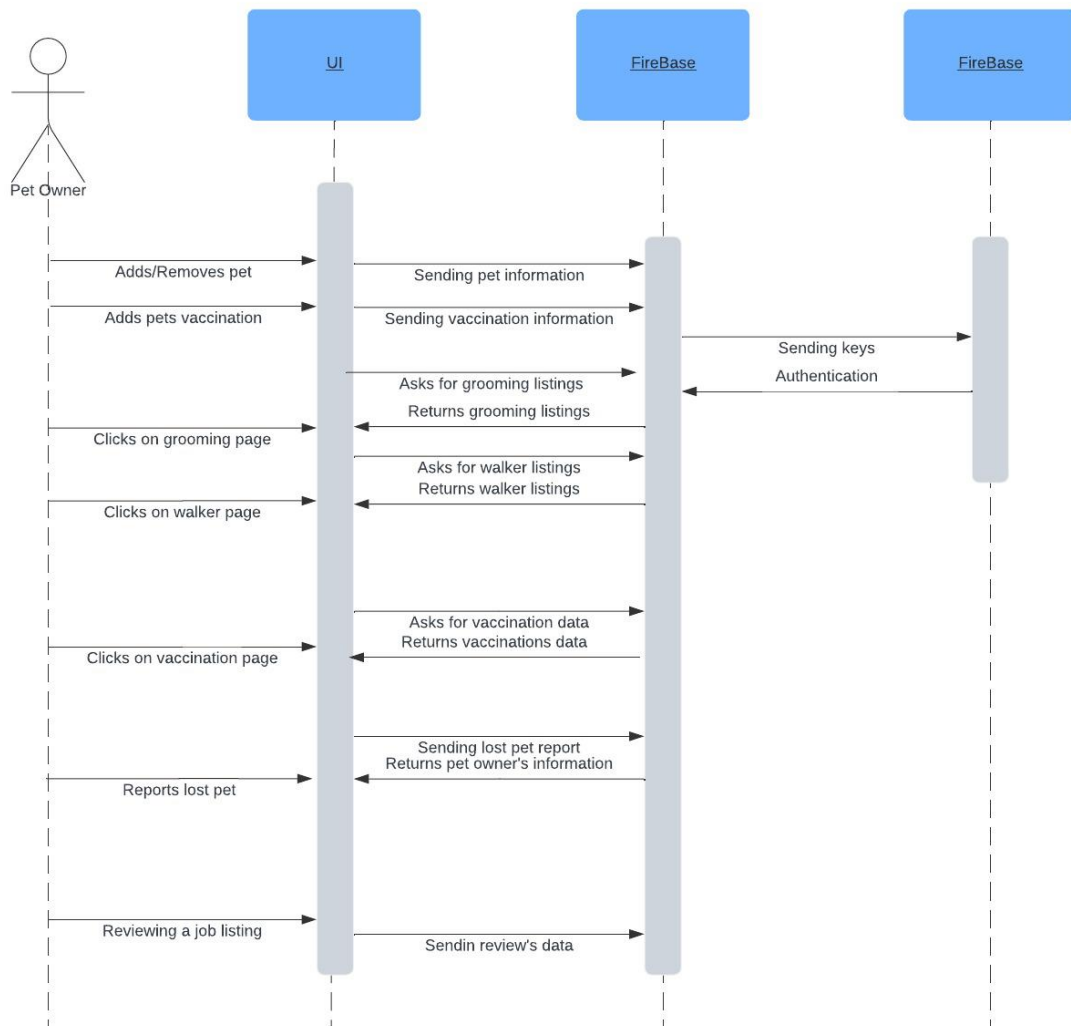 UI
FireBase
FireBase
Pet Owner
Adds/Removes pet
Sending pet information
Adds pets vaccination
Sending vaccination information
Sending keys
Authentication
Asks for grooming listings
Returns grooming listings
Clicks on grooming page
Asks for walker listings
Returns walker listings
Clicks on walker page
Asks for vaccination data
Returns vaccinations data
Clicks on vaccination page
Sending lost pet report
Returns pet owner's information
Reports lost pet
Reviewing a job listing
Sendin review's data